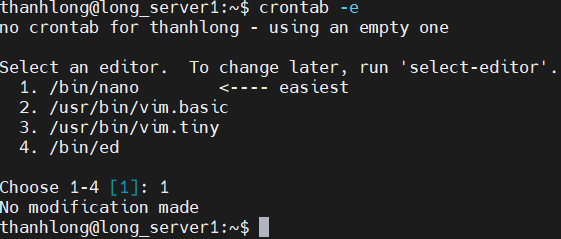 thanhlong@long_server1:~$ crontab -e
no crontab for thanhlong - using an empty one

Select an editor.  To change later, run 'select-editor'.
  1. /bin/nano        <---- easiest
  2. /usr/bin/vim.basic
  3. /usr/bin/vim.tiny
  4. /bin/ed

Choose 1-4 [1]: 1
No modification made
thanhlong@long_server1:~$